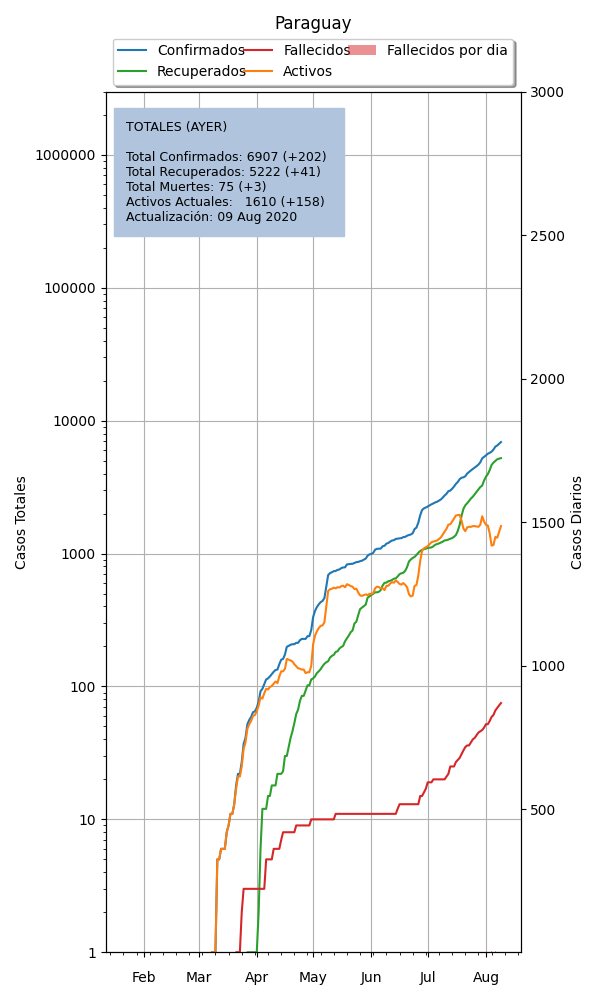 Paraguay
Confirmados
Fallecidos
Fallecidos por dia
Recuperados
Activos
TOTALES (AYER)
Total Confirmados: 6907 (+202)
Total Recuperados: 5222 (+41)
Total Muertes: 75 (+3)
Activos Actuales:   1610 (+158)
Actualización: 09 Aug 2020
1000000
100000
10000
1000
100
10
1
Casos Totales
3000
2500
2000
1500
1000
500
Casos Diarios
Feb Mar Apr May Jun Jul Aug